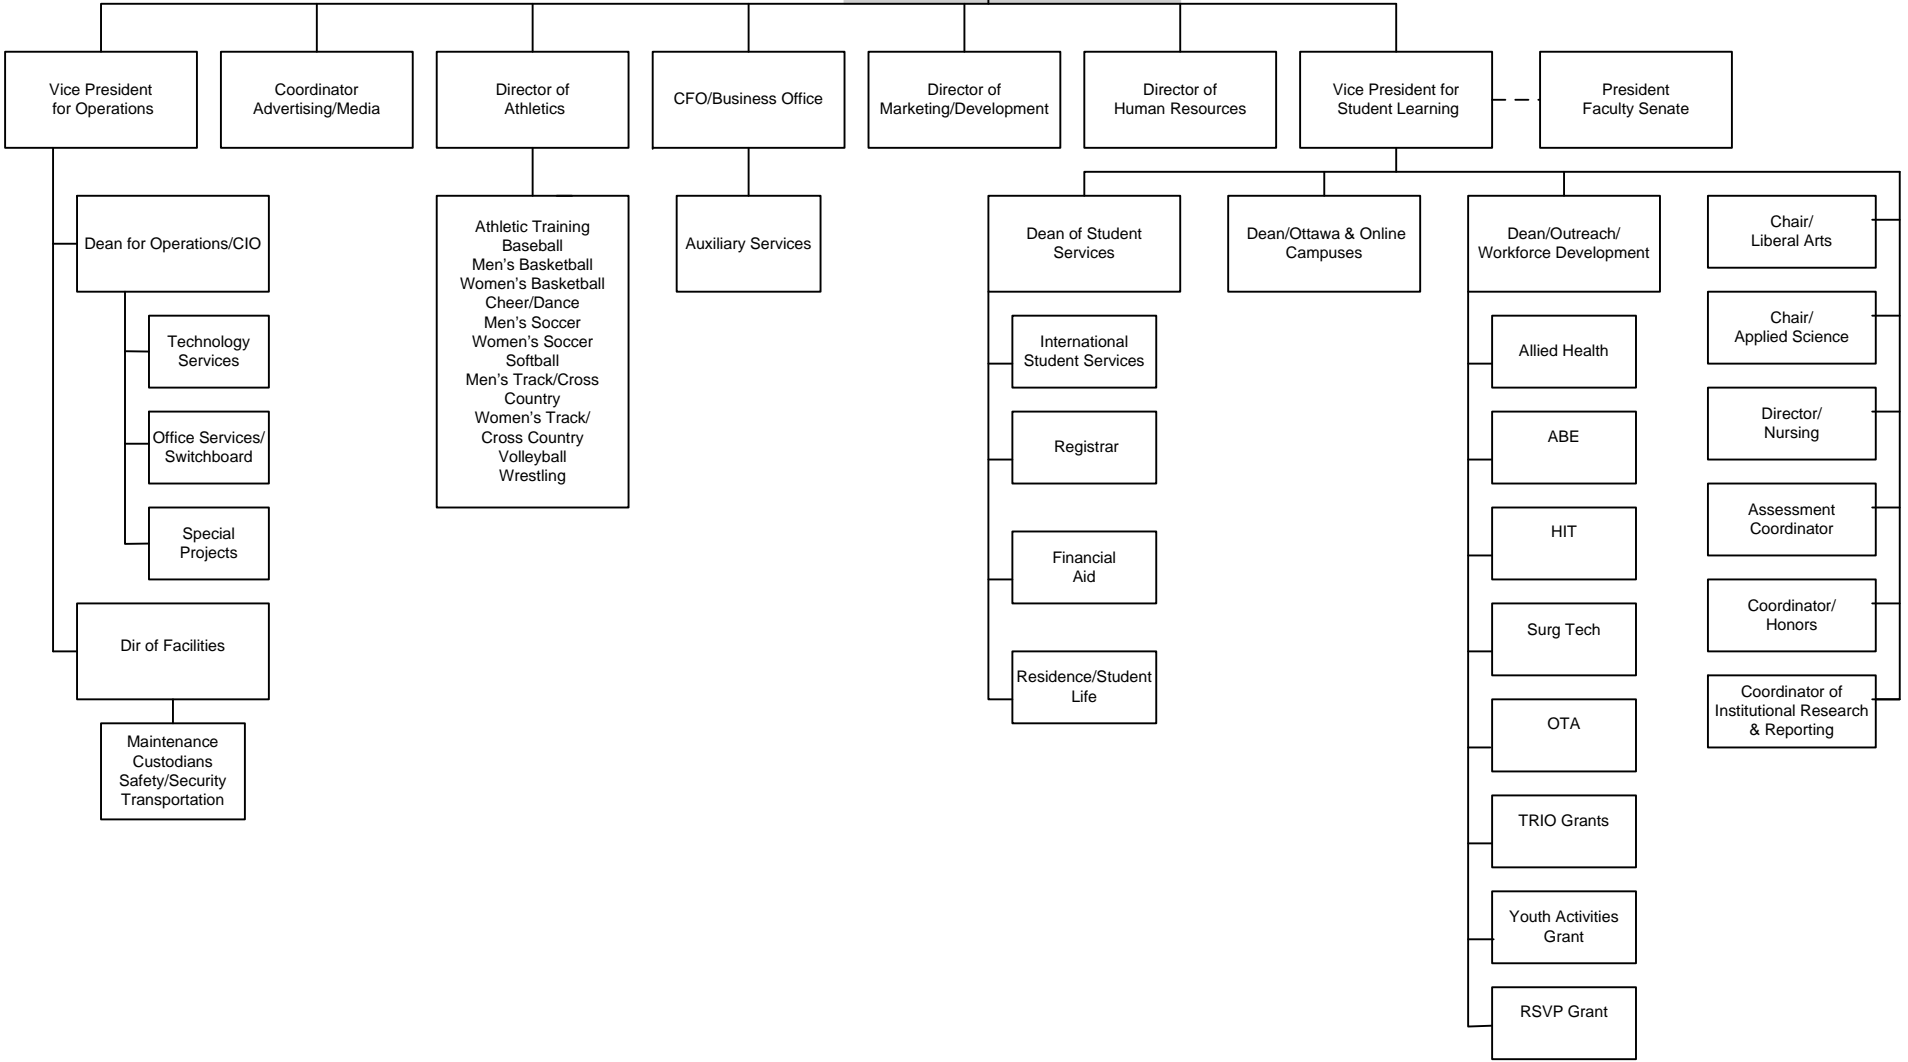 Vice President
for Operations
Coordinator
Advertising/Media
Director of
Athletics
CFO/Business Office
Director of
Marketing/Development
Director of
Human Resources
Vice President for
Student Learning
President
Faculty Senate
Dean for Operations/CIO
Technology
Services
Office Services/
Switchboard
Special
Projects
Dir of Facilities
Maintenance
Custodians
Safety/Security
Transportation
Athletic Training
Baseball
Men’s Basketball
Women’s Basketball
Cheer/Dance
Men’s Soccer
Women’s Soccer
Softball
Men’s Track/Cross
Country
Women’s Track/
Cross Country
Volleyball
Wrestling
Auxiliary Services
Dean of Student
Services
International
Student Services
Registrar
Financial
Aid
Residence/Student
Life
Dean/Ottawa & Online
Campuses
Dean/Outreach/
Workforce Development
Allied Health
ABE
HIT
Surg Tech
OTA
TRIO Grants
Youth Activities
Grant
RSVP Grant
Chair/
Liberal Arts
Chair/
Applied Science
Director/
Nursing
Assessment
Coordinator
Coordinator/
Honors
Coordinator of
Institutional Research
& Reporting